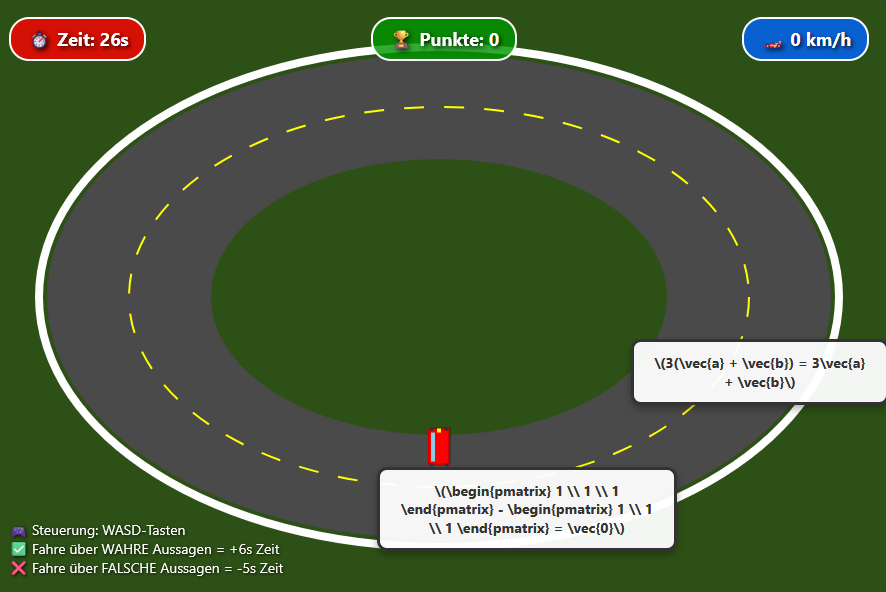 ⏱️ Zeit: 26s
🏆 Punkte: 0
🏎️ 0 km/h
\(3(\vec{a} + \vec{b}) = 3\vec{a}
+ \vec{b}\)
\(\begin{pmatrix} 1 \\ 1 \\ 1
\end{pmatrix} - \begin{pmatrix} 1 \\ 1
\\ 1 \end{pmatrix} = \vec{0}\)
🎮 Steuerung: WASD-Tasten
✅ Fahre über WAHRE Aussagen = +6s Zeit
❌ Fahre über FALSCHE Aussagen = -5s Zeit